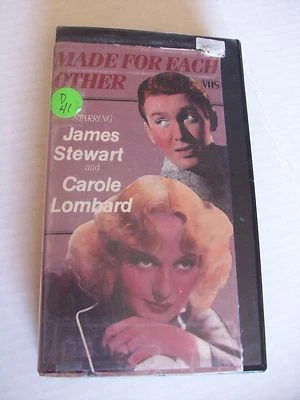 MADE FOR EACH
OTHER
VHS
D
41
STARRING
James
Stewart
and
Carole
Lombard